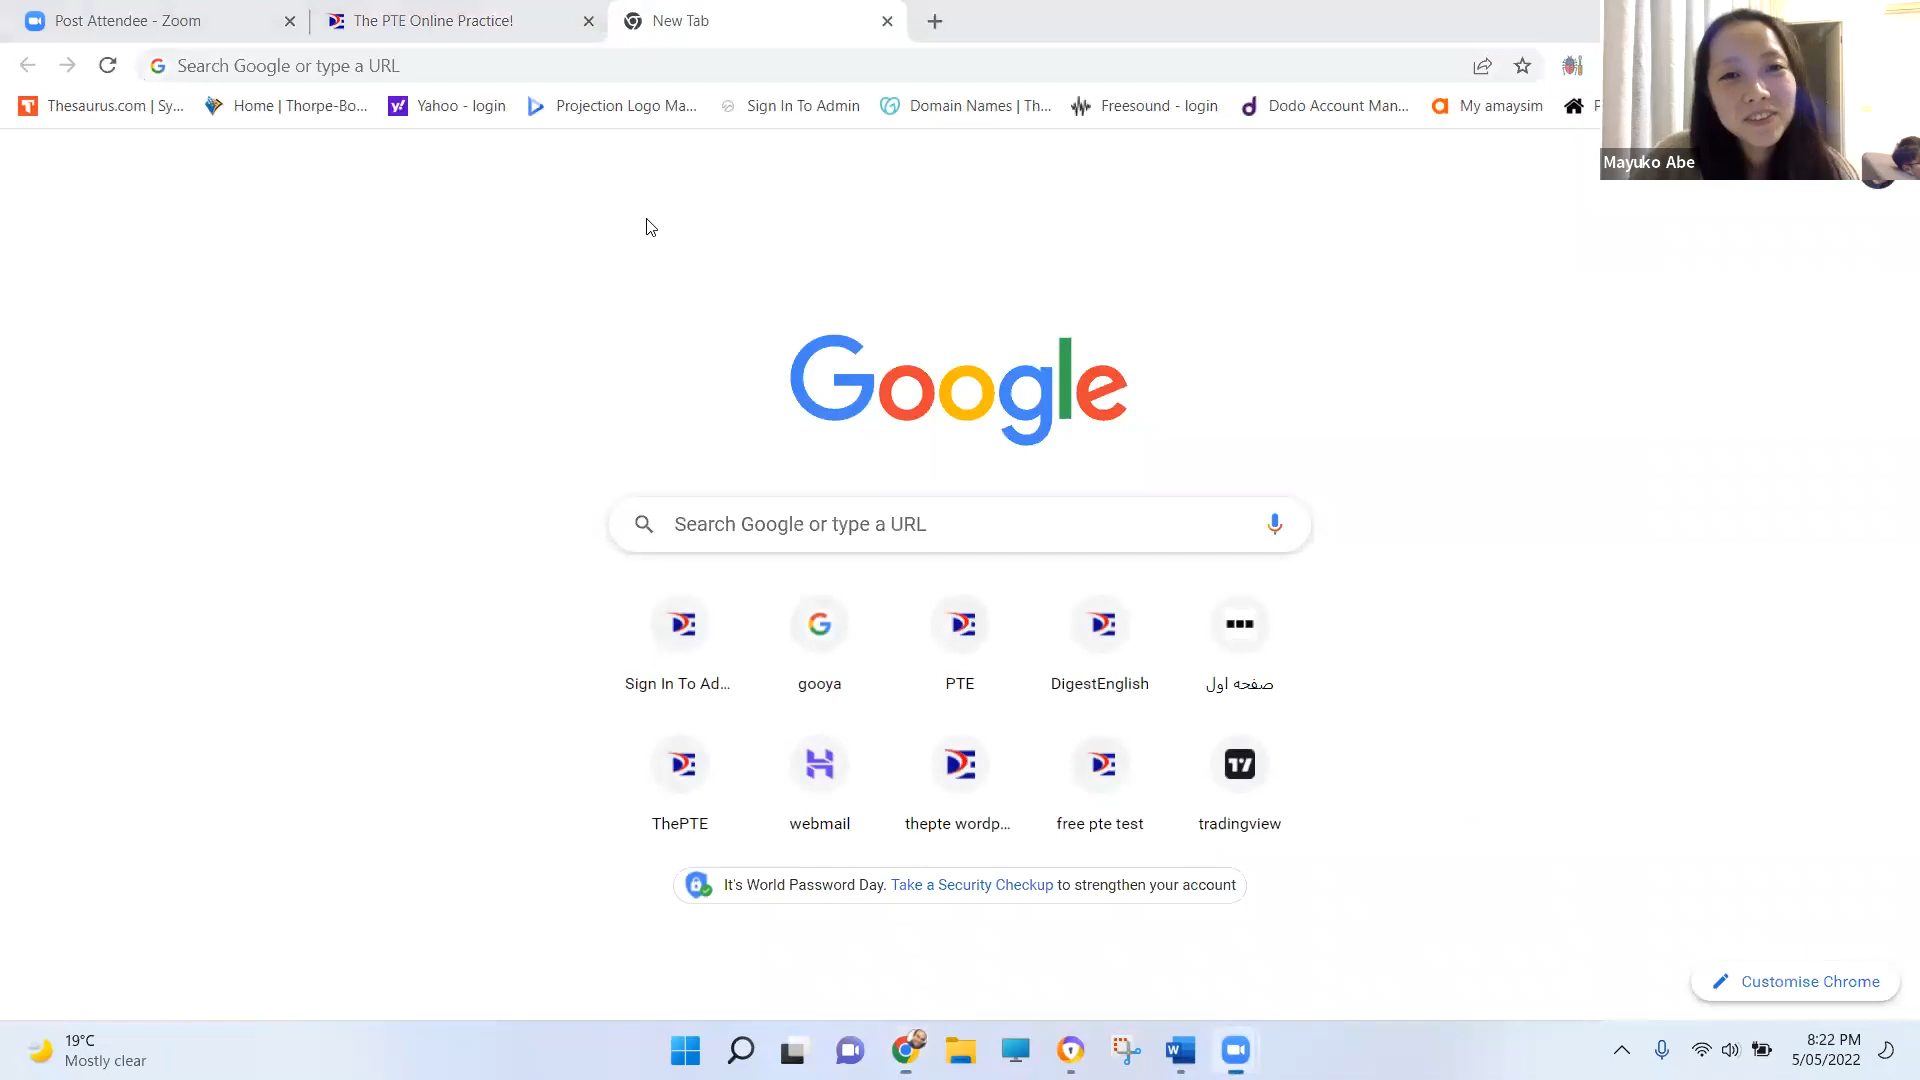 Post Attendee - Zoom
The PTE Online Practice!
New Tab
Search Google or type a URL
Thesaurus.com | Sy...
Home | Thorpe-Bo...
Yahoo - login
Projection Logo Ma...
Sign In To Admin
Domain Names | Th...
Freesound - login
Dodo Account Man...
My amaysim
Mayuko Abe
Google
Search Google or type a URL
Sign In To Ad...
gooya
PTE
DigestEnglish
صفحه اول
ThePTE
webmail
thepte wordp...
free pte test
tradingview
It's World Password Day. Take a Security Checkup to strengthen your account
Customise Chrome
19°C
Mostly clear
8:22 PM
5/05/2022